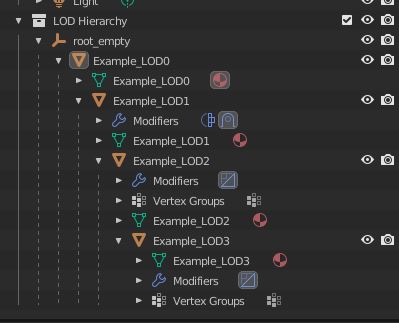 Light
LOD Hierarchy
root_empty
Example_LOD0
Example_LOD0
Example_LOD1
Modifiers
Example_LOD1
Example_LOD2
Modifiers
Vertex Groups
Example_LOD2
Example_LOD3
Example_LOD3
Modifiers
Vertex Groups